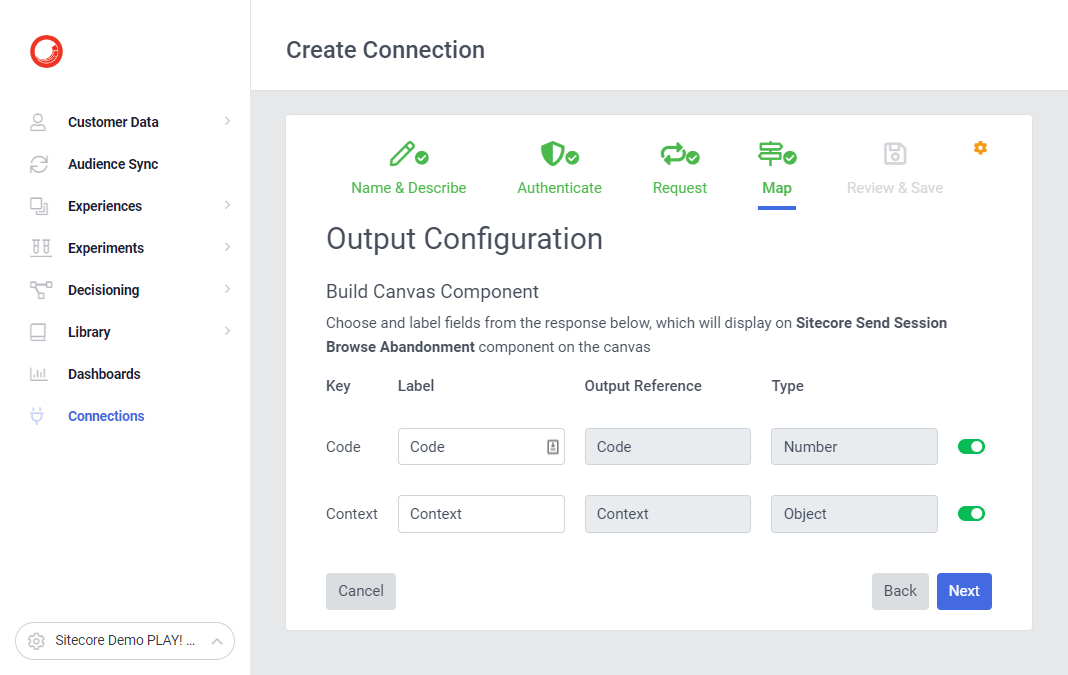 Create Connection
Customer Data
Audience Sync
Experiences
Experiments
Decisioning
Library
Dashboards
Connections
Sitecore Demo PLAY! ...
Name & Describe
Authenticate
Request
Map
Review & Save
Output Configuration
Build Canvas Component
Choose and label fields from the response below, which will display on Sitecore Send Session
Browse Abandonment component on the canvas
Key Label Output Reference Type
Code Code Code Number
Context Context Context Object
Cancel Back Next